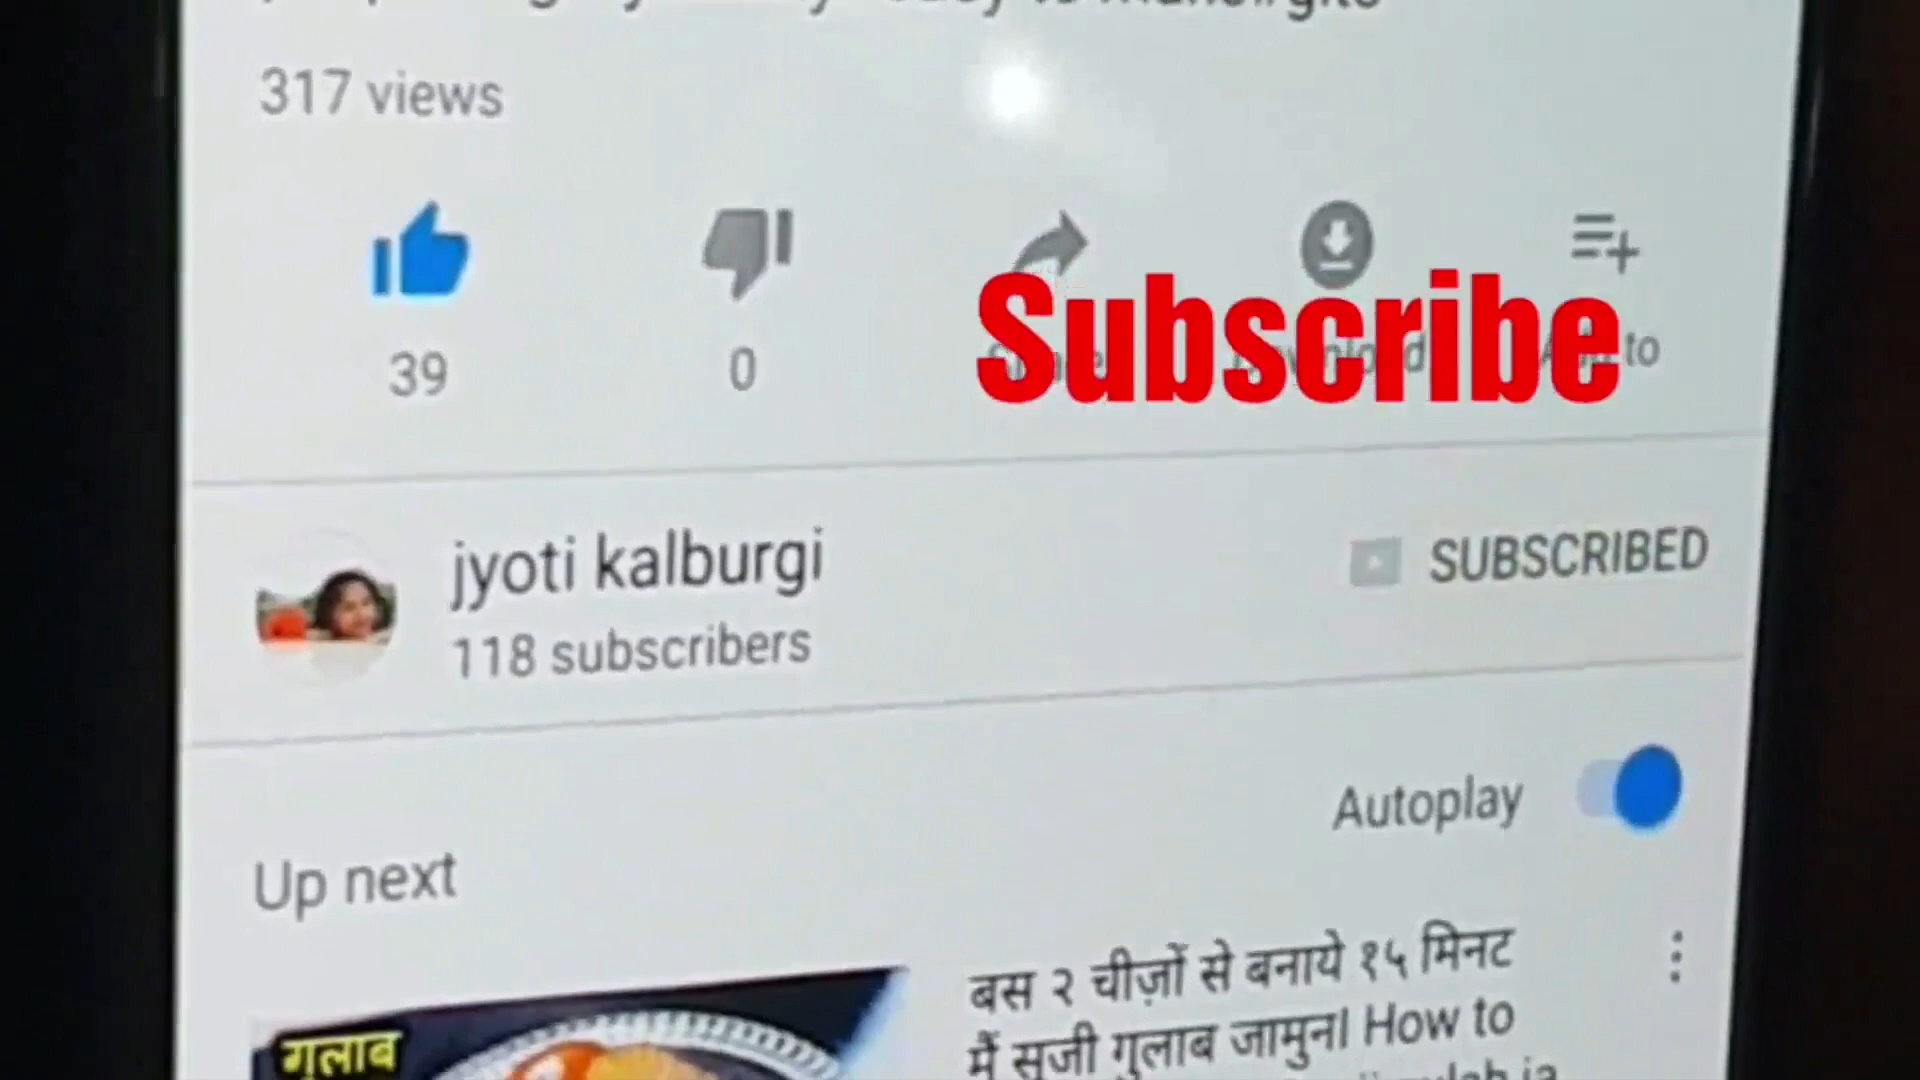 317 views
39
0
Subscribe
to
jyoti kalburgi
118 subscribers
SUBSCRIBED
Autoplay
Up next
बस २ चीज़ों से बनाये १५ मिनट
में सूजी गुलाब जामुन। How to
गुलाब